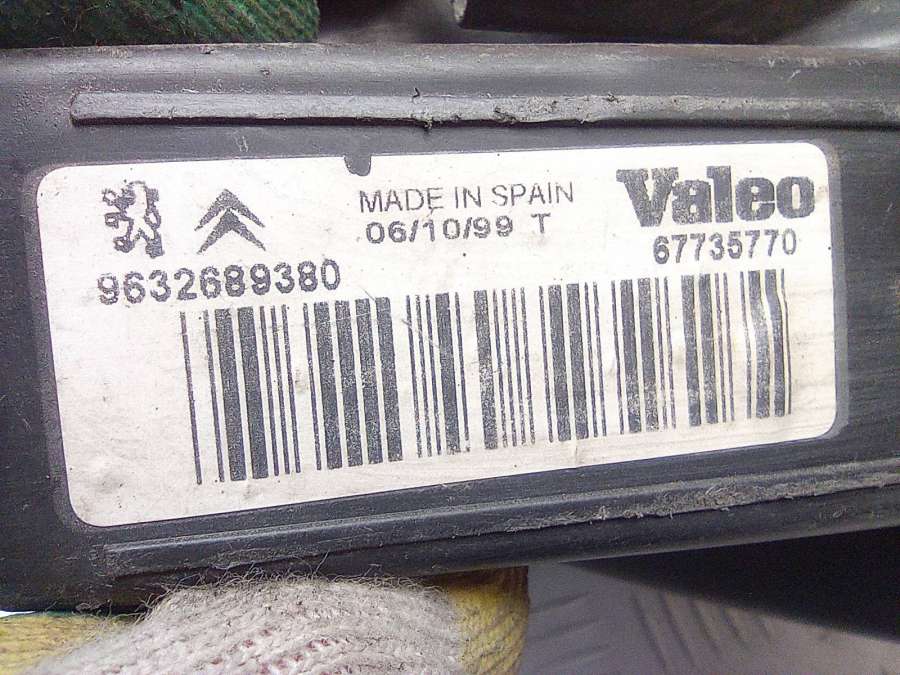 MADE IN SPAIN
06/10/99 T
Valeo
67735770
9632689380